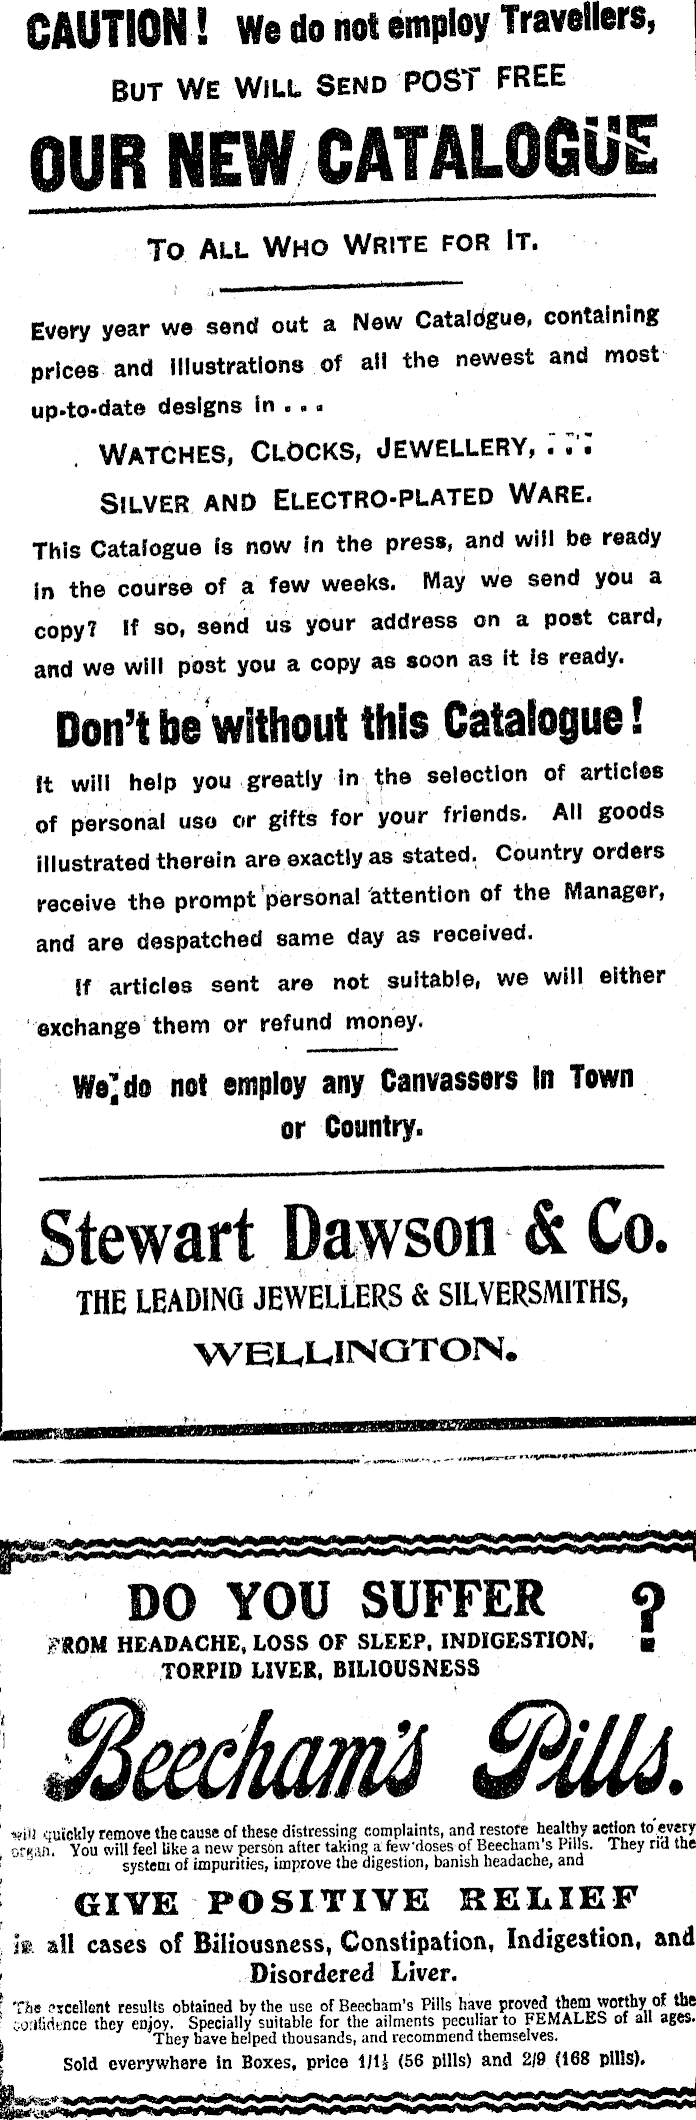 CAUTION! We do not employ Travellers,
BUT WE WILL SEND POST FREE
OUR NEW CATALOGUE
TO ALL WHO WRITE FOR IT.
Every year we send out a New Catalogue, containing
prices and illustrations of all the newest and most
up-to-date designs in . . .
WATCHES, CLOCKS, JEWELLERY, . . .
SILVER AND ELECTRO-PLATED WARE.
This Catalogue is now in the press, and will be ready
in the course of a few weeks. May we send you a
copy? If so, send us your address on a post card,
and we will post you a copy as soon as it is ready.
Don't be without this Catalogue!
It will help you greatly in the selection of articles
of personal use or gifts for your friends. All goods
illustrated therein are exactly as stated. Country orders
receive the prompt personal attention of the Manager,
and are despatched same day as received.
If articles sent are not suitable, we will either
exchange them or refund money.
We do not employ any Canvassers in Town
or Country.
Stewart Dawson & Co.
THE LEADING JEWELLERS & SILVERSMITHS,
WELLINGTON.
DO YOU SUFFER ?
FROM HEADACHE, LOSS OF SLEEP, INDIGESTION,
TORPID LIVER, BILIOUSNESS
Beecham's Pills.
will quickly remove the cause of these distressing complaints, and restore healthy action to every
organ. You will feel like a new person after taking a few doses of Beecham's Pills. They rid the
system of impurities, improve the digestion, banish headache, and
GIVE POSITIVE RELIEF
in all cases of Biliousness, Constipation, Indigestion, and
Disordered Liver.
The excellent results obtained by the use of Beecham's Pills have proved them worthy of the
confidence they enjoy. Specially suitable for the ailments peculiar to FEMALES of all ages.
They have helped thousands, and recommend themselves.
Sold everywhere in Boxes, price 1/1½ (56 pills) and 2/9 (168 pills).